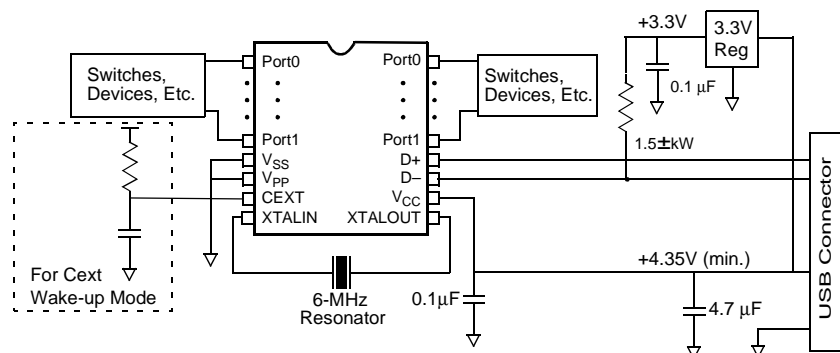 +3.3V
3.3V
Reg
0.1 μF
1.5±kW
Switches,
Devices, Etc.
Port0
Port0
Switches,
Devices, Etc.
Port1
Port1
VSS
D+
VPP
D–
CEXT
VCC
XTALIN
XTALOUT
For Cext
Wake-up Mode
6-MHz
Resonator
0.1μF
+4.35V (min.)
4.7 μF
USB Connector